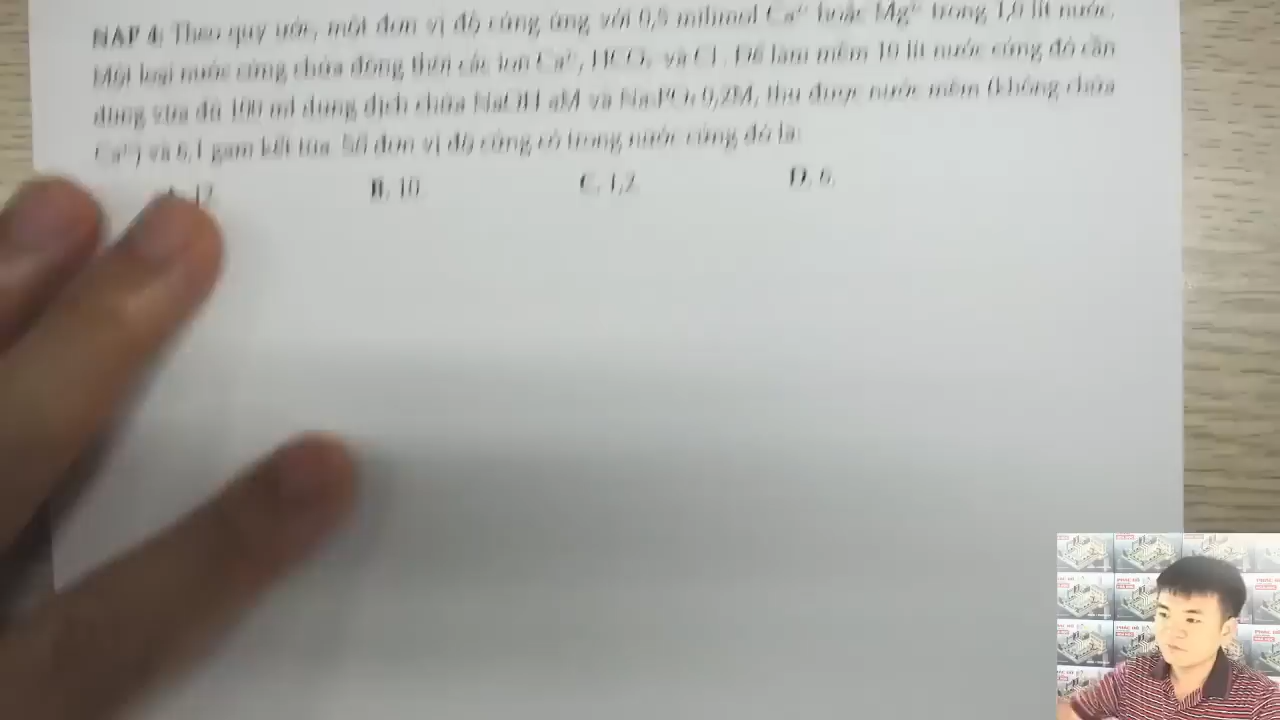 NAP 4: Theo quy ước, một đơn vị độ cứng ứng với 0,5 milimol Ca²⁺ hoặc Mg²⁺ trong 1,0 lít nước.
Một loại nước cứng chứa đồng thời các ion Ca²⁺, HCO₃⁻ và Cl⁻. Để làm mềm 10 lít nước cứng đó cần
dùng vừa đủ 100 ml dung dịch chứa NaOH aM và Na₃PO₄ 0,2M, thu được nước mềm (không chứa
Ca²⁺) và 6,1 gam kết tủa. Số đơn vị độ cứng có trong nước cứng đó là:
A. 12 B. 10. C. 1,2. D. 6.